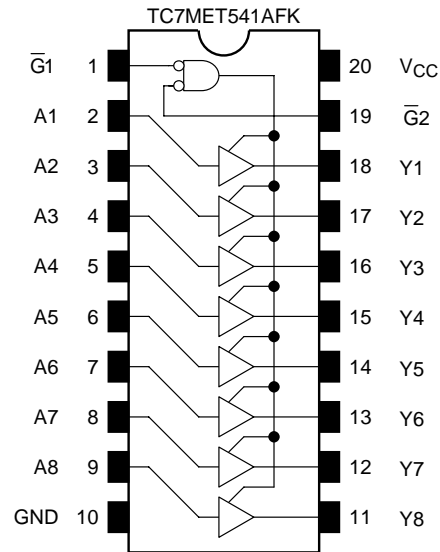 TC7MET541AFK
G̅1 1 20 VCC
A1 2 19 G̅2
A2 3 18 Y1
A3 4 17 Y2
A4 5 16 Y3
A5 6 15 Y4
A6 7 14 Y5
A7 8 13 Y6
A8 9 12 Y7
GND 10 11 Y8